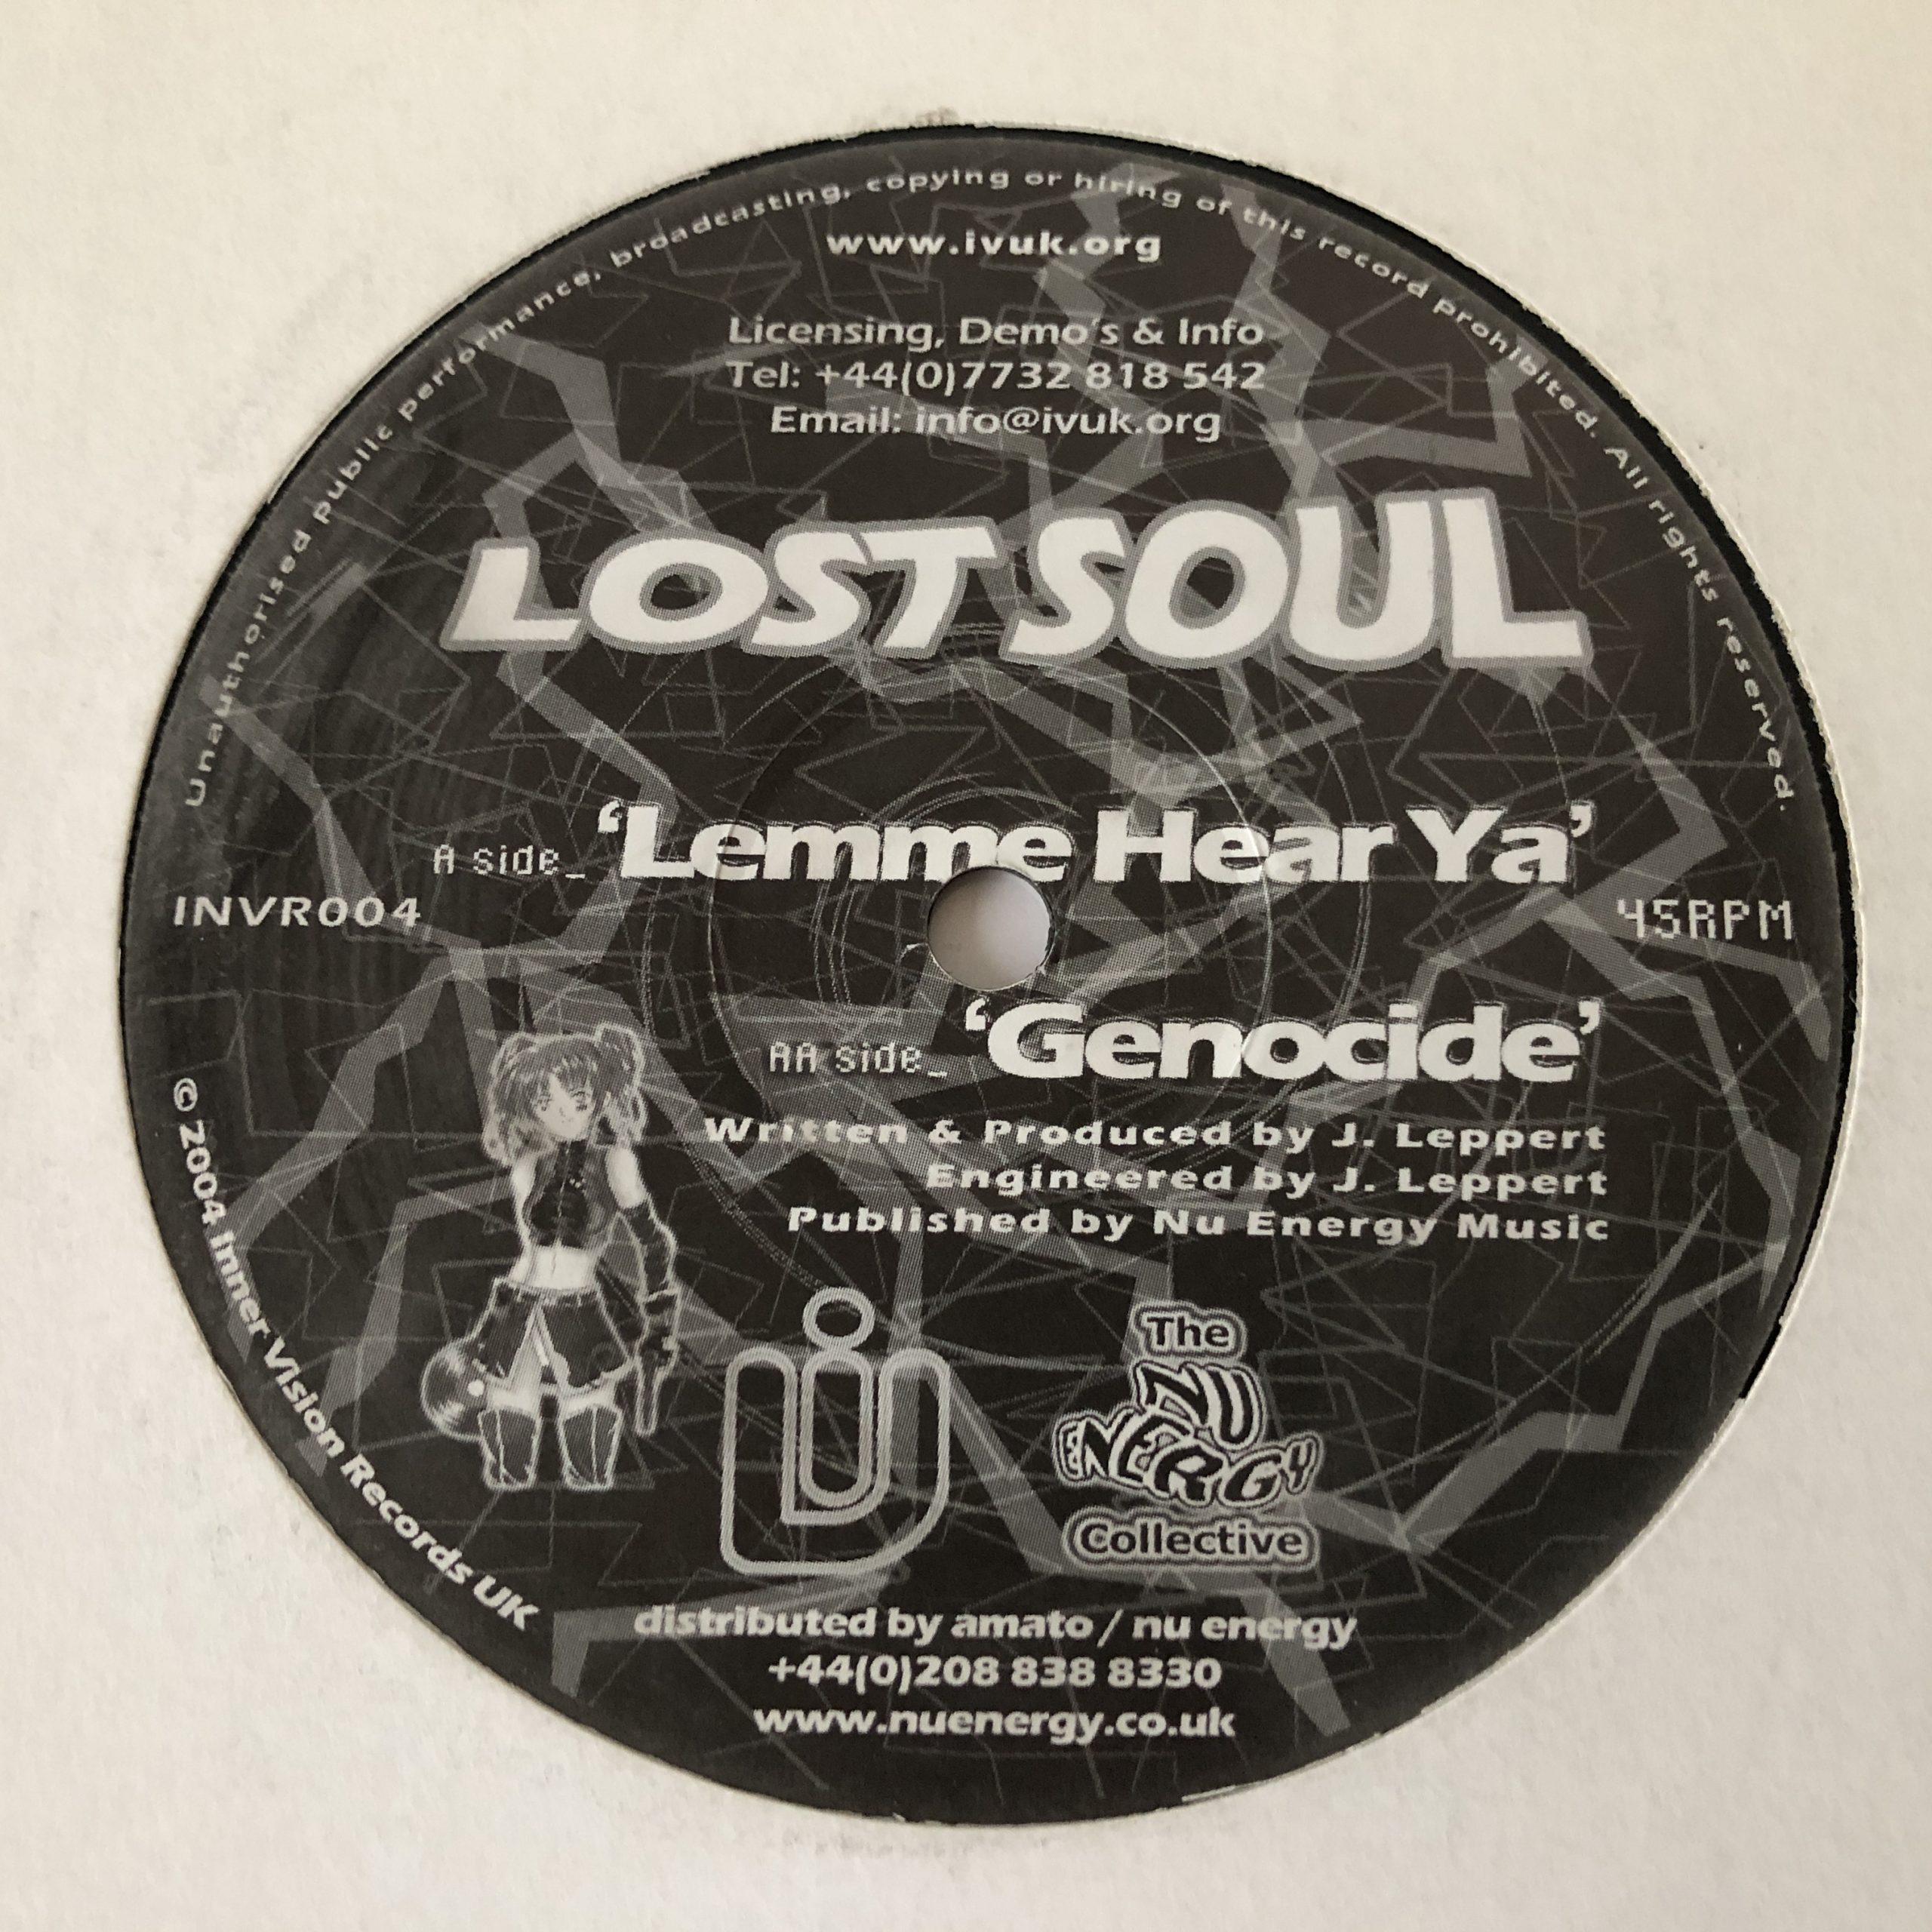 Unauthorised public performance, broadcasting, copying or hiring of this record prohibited. All rights reserved.
www.ivuk.org
Licensing, Demo's & Info
Tel: +44(0)7732 818 542
Email: info@ivuk.org
LOST SOUL
A side_ 'Lemme Hear Ya'
INVR004
45RPM
AA side_ 'Genocide'
Written & Produced by J. Leppert
Engineered by J. Leppert
Published by Nu Energy Music
The
NU
ENERGY
Collective
© 2004 Inner Vision Records UK
distributed by amato / nu energy
+44(0)208 838 8330
www.nuenergy.co.uk